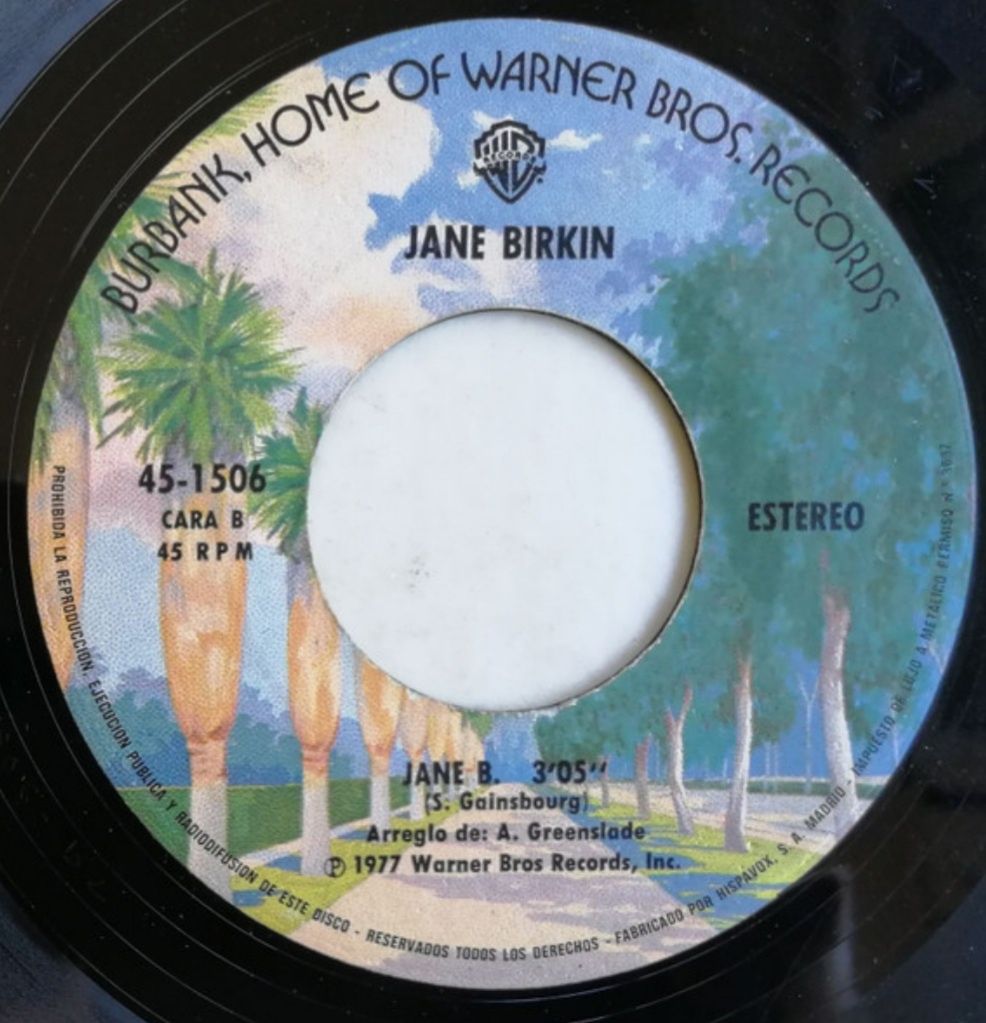 BURBANK, HOME OF WARNER BROS. RECORDS
WB
RECORDS
JANE BIRKIN
45-1506
CARA B
45 RPM
ESTEREO
JANE B. 3'05''
(S. Gainsbourg)
Arreglo de: A. Greenslade
℗ 1977 Warner Bros Records, Inc.
PROHIBIDA LA REPRODUCCION, EJECUCION PUBLICA Y RADIODIFUSION DE ESTE DISCO - RESERVADOS TODOS LOS DERECHOS - FABRICADO POR HISPAVOX, S. A. MADRID - IMPUESTO DE LUJO A METALICO PERMISO N.º